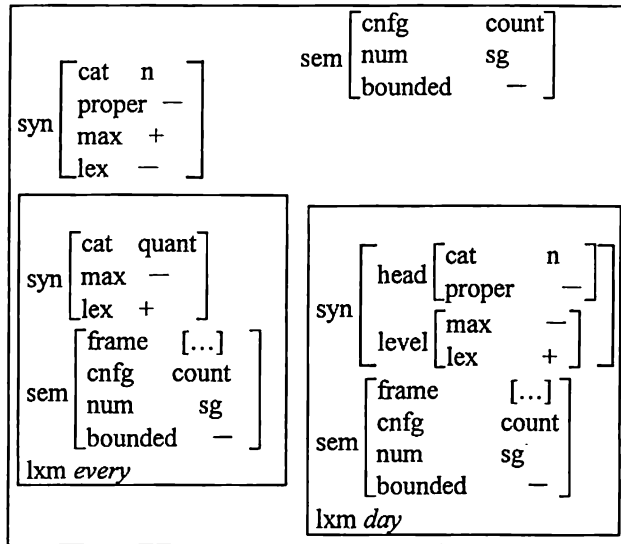 syn [cat n
proper —
max +
lex —]
sem [cnfg count
num sg
bounded —]
syn [cat quant
max —
lex +]
sem [frame [...]
cnfg count
num sg
bounded —]
lxm every
syn [head [cat n
proper —]
level [max —
lex +]]
sem [frame [...]
cnfg count
num sg
bounded —]
lxm day